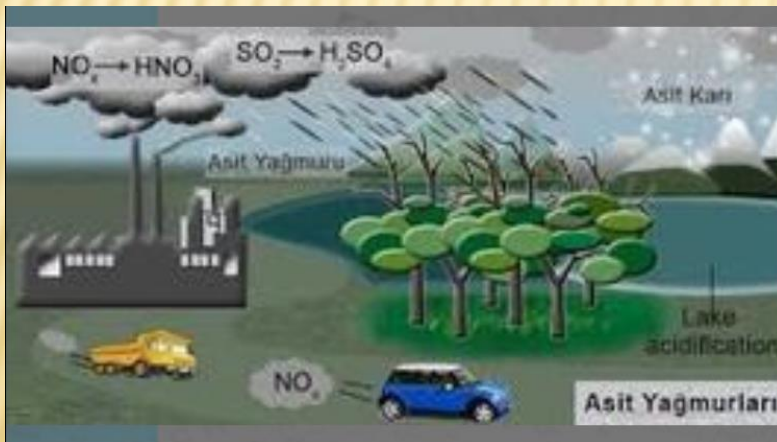 NOₓ→HNO₃
SO₂→H₂SO₄
Asit Karı
Asit Yağmuru
Lake
acidification
NOₓ
Asit Yağmurları